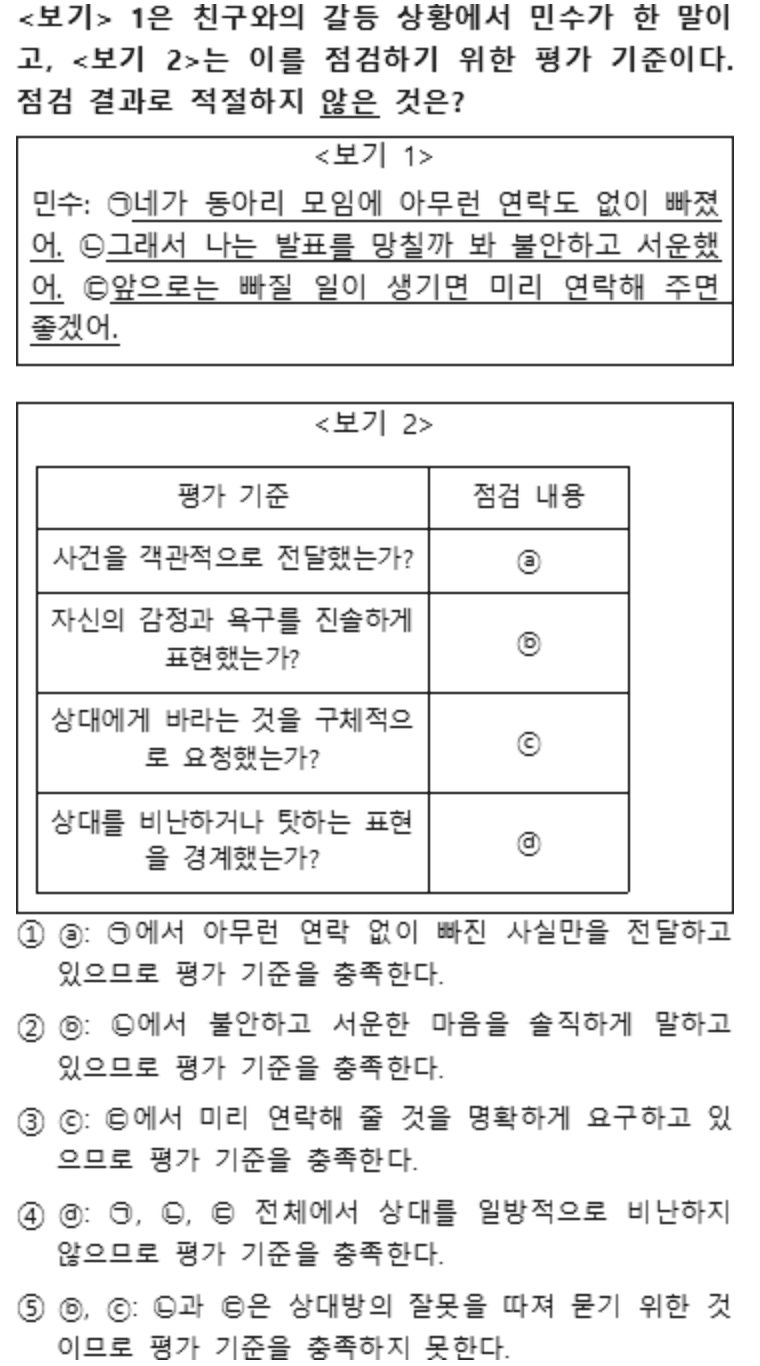 <보기> 1은 친구와의 갈등 상황에서 민수가 한 말이
고, <보기 2>는 이를 점검하기 위한 평가 기준이다.
점검 결과로 적절하지 않은 것은?
<보기 1>
민수: ㉠네가 동아리 모임에 아무런 연락도 없이 빠졌
어. ㉡그래서 나는 발표를 망칠까 봐 불안하고 서운했
어. ㉢앞으로는 빠질 일이 생기면 미리 연락해 주면
좋겠어.
<보기 2>
평가 기준 점검 내용
사건을 객관적으로 전달했는가? ⓐ
자신의 감정과 욕구를 진솔하게
표현했는가? ⓑ
상대에게 바라는 것을 구체적으
로 요청했는가? ⓒ
상대를 비난하거나 탓하는 표현
을 경계했는가? ⓓ
① ⓐ: ㉠에서 아무런 연락 없이 빠진 사실만을 전달하고
있으므로 평가 기준을 충족한다.
② ⓑ: ㉡에서 불안하고 서운한 마음을 솔직하게 말하고
있으므로 평가 기준을 충족한다.
③ ⓒ: ㉢에서 미리 연락해 줄 것을 명확하게 요구하고 있
으므로 평가 기준을 충족한다.
④ ⓓ: ㉠, ㉡, ㉢ 전체에서 상대를 일방적으로 비난하지
않으므로 평가 기준을 충족한다.
⑤ ⓑ, ⓒ: ㉡과 ㉢은 상대방의 잘못을 따져 묻기 위한 것
이므로 평가 기준을 충족하지 못한다.